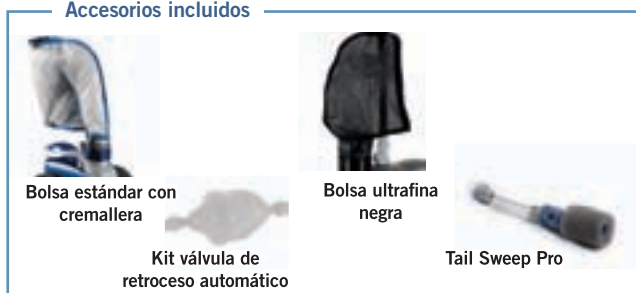 Accesorios incluidos
Bolsa estándar con
cremallera
Bolsa ultrafina
negra
Kit válvula de
retroceso automático
Tail Sweep Pro